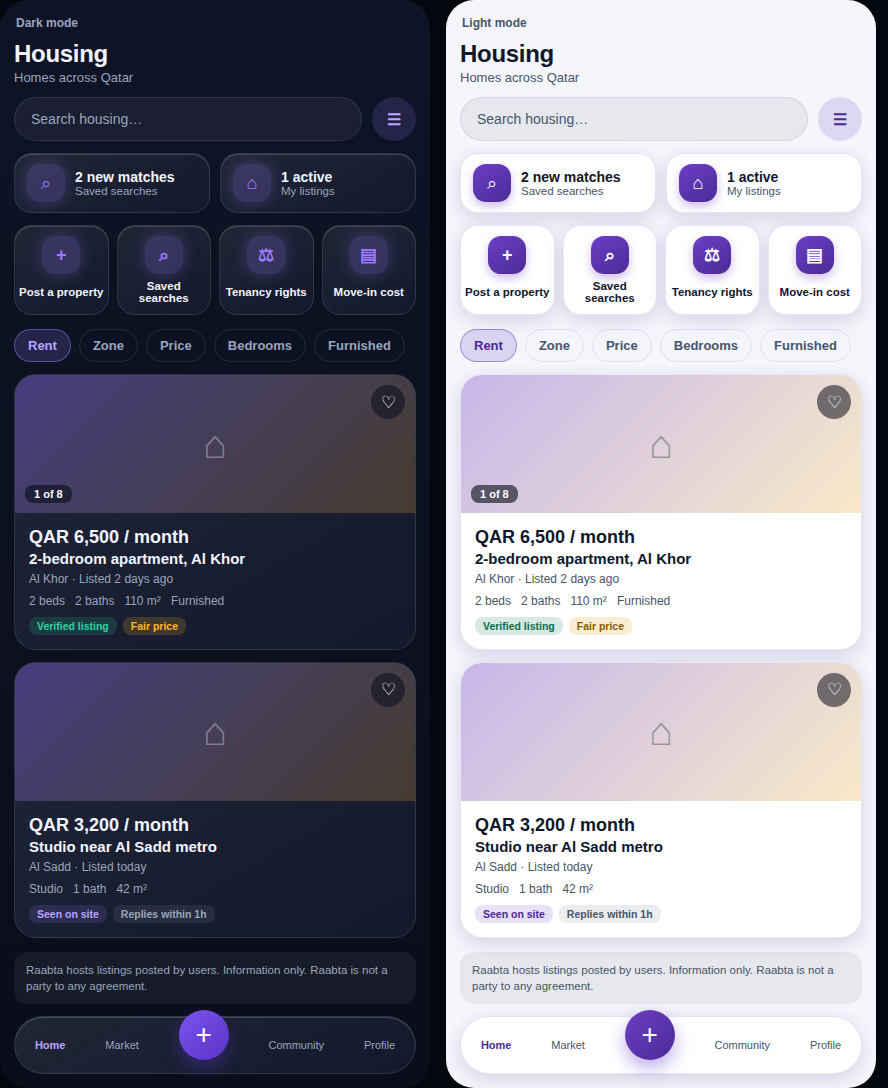 Dark mode
Housing
Homes across Qatar
Search housing…
2 new matches
Saved searches
1 active
My listings
Post a property
Saved
searches
Tenancy rights
Move-in cost
Rent
Zone
Price
Bedrooms
Furnished
1 of 8
QAR 6,500 / month
2-bedroom apartment, Al Khor
Al Khor · Listed 2 days ago
2 beds 2 baths 110 m² Furnished
Verified listing
Fair price
QAR 3,200 / month
Studio near Al Sadd metro
Al Sadd · Listed today
Studio 1 bath 42 m²
Seen on site
Replies within 1h
Raabta hosts listings posted by users. Information only. Raabta is not a
party to any agreement.
Home
Market
+
Community
Profile
Light mode
Housing
Homes across Qatar
Search housing…
2 new matches
Saved searches
1 active
My listings
Post a property
Saved
searches
Tenancy rights
Move-in cost
Rent
Zone
Price
Bedrooms
Furnished
1 of 8
QAR 6,500 / month
2-bedroom apartment, Al Khor
Al Khor · Listed 2 days ago
2 beds 2 baths 110 m² Furnished
Verified listing
Fair price
QAR 3,200 / month
Studio near Al Sadd metro
Al Sadd · Listed today
Studio 1 bath 42 m²
Seen on site
Replies within 1h
Raabta hosts listings posted by users. Information only. Raabta is not a
party to any agreement.
Home
Market
+
Community
Profile